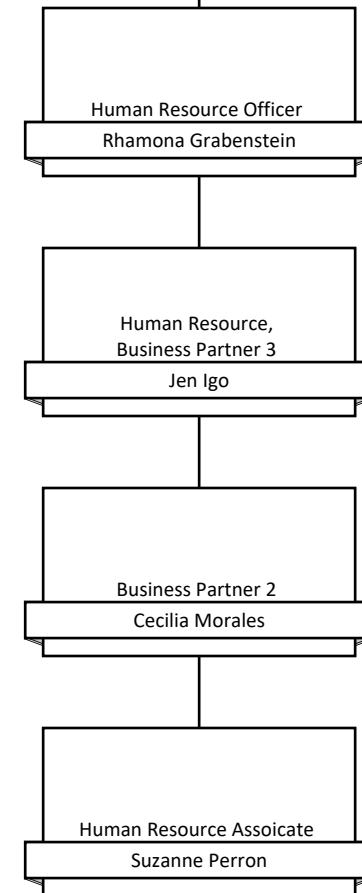 Human Resource Officer
Rhamona Grabenstein
Human Resource,
Business Partner 3
Jen Igo
Business Partner 2
Cecilia Morales
Human Resource Assoicate
Suzanne Perron